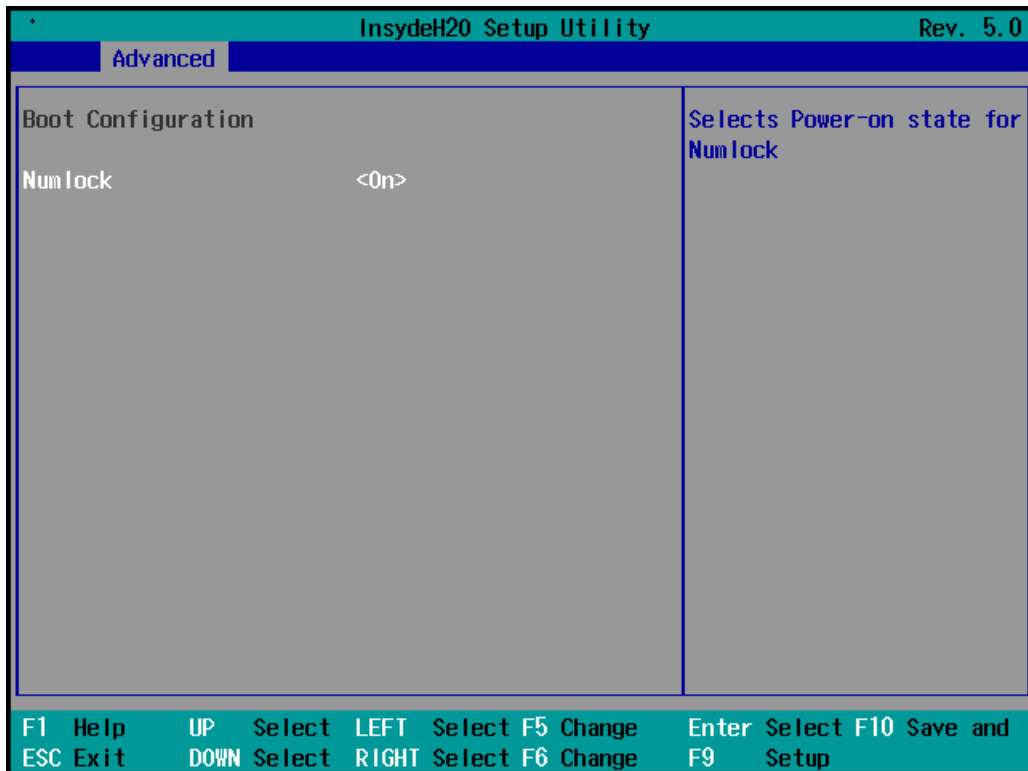 InsydeH20 Setup Utility Rev. 5.0
Advanced
Boot Configuration
Numlock <On>
Selects Power-on state for
Numlock
F1 Help UP Select LEFT Select F5 Change Enter Select F10 Save and
ESC Exit DOWN Select RIGHT Select F6 Change F9 Setup